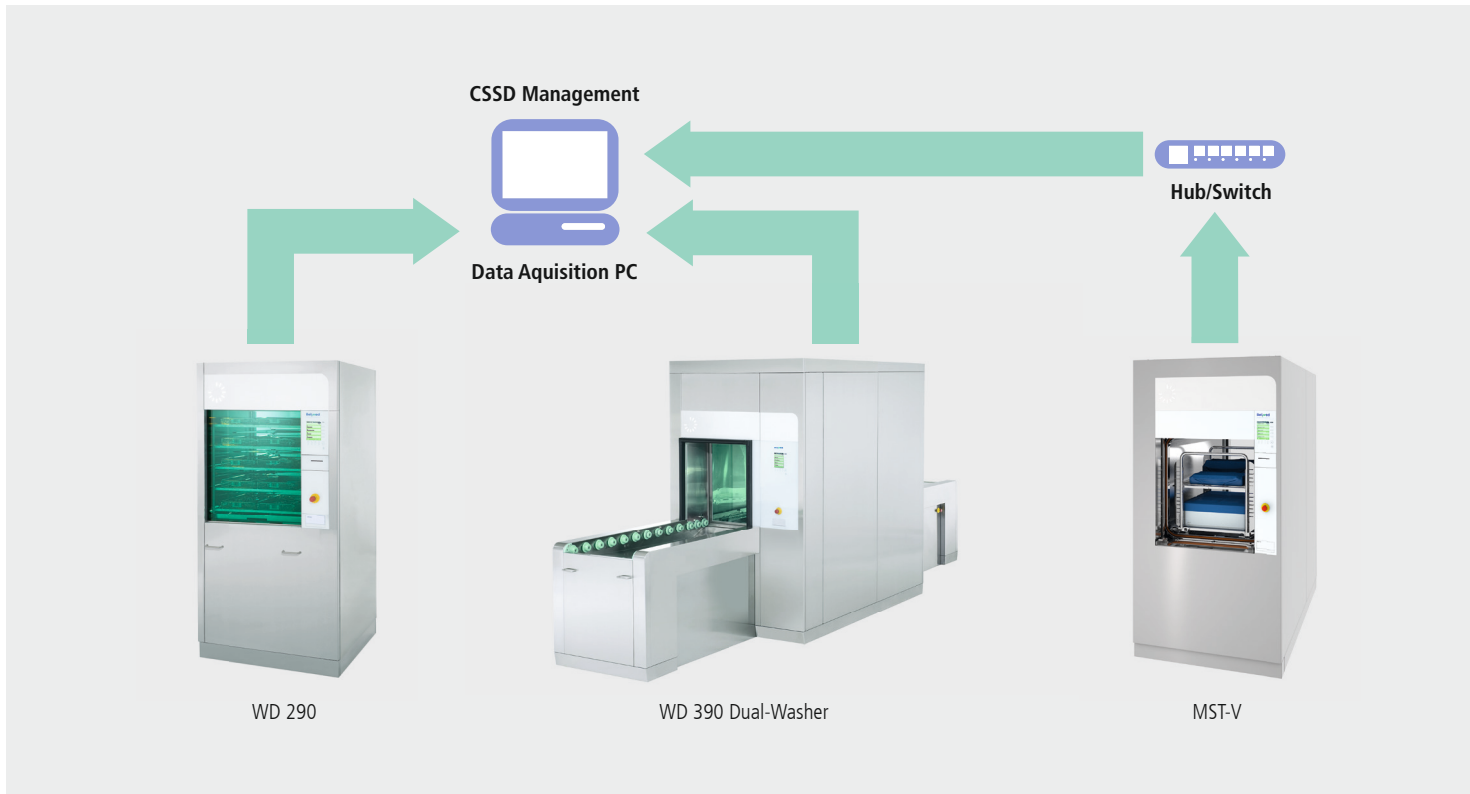 CSSD Management
Hub/Switch
Data Aquisition PC
WD 290
WD 390 Dual-Washer
MST-V